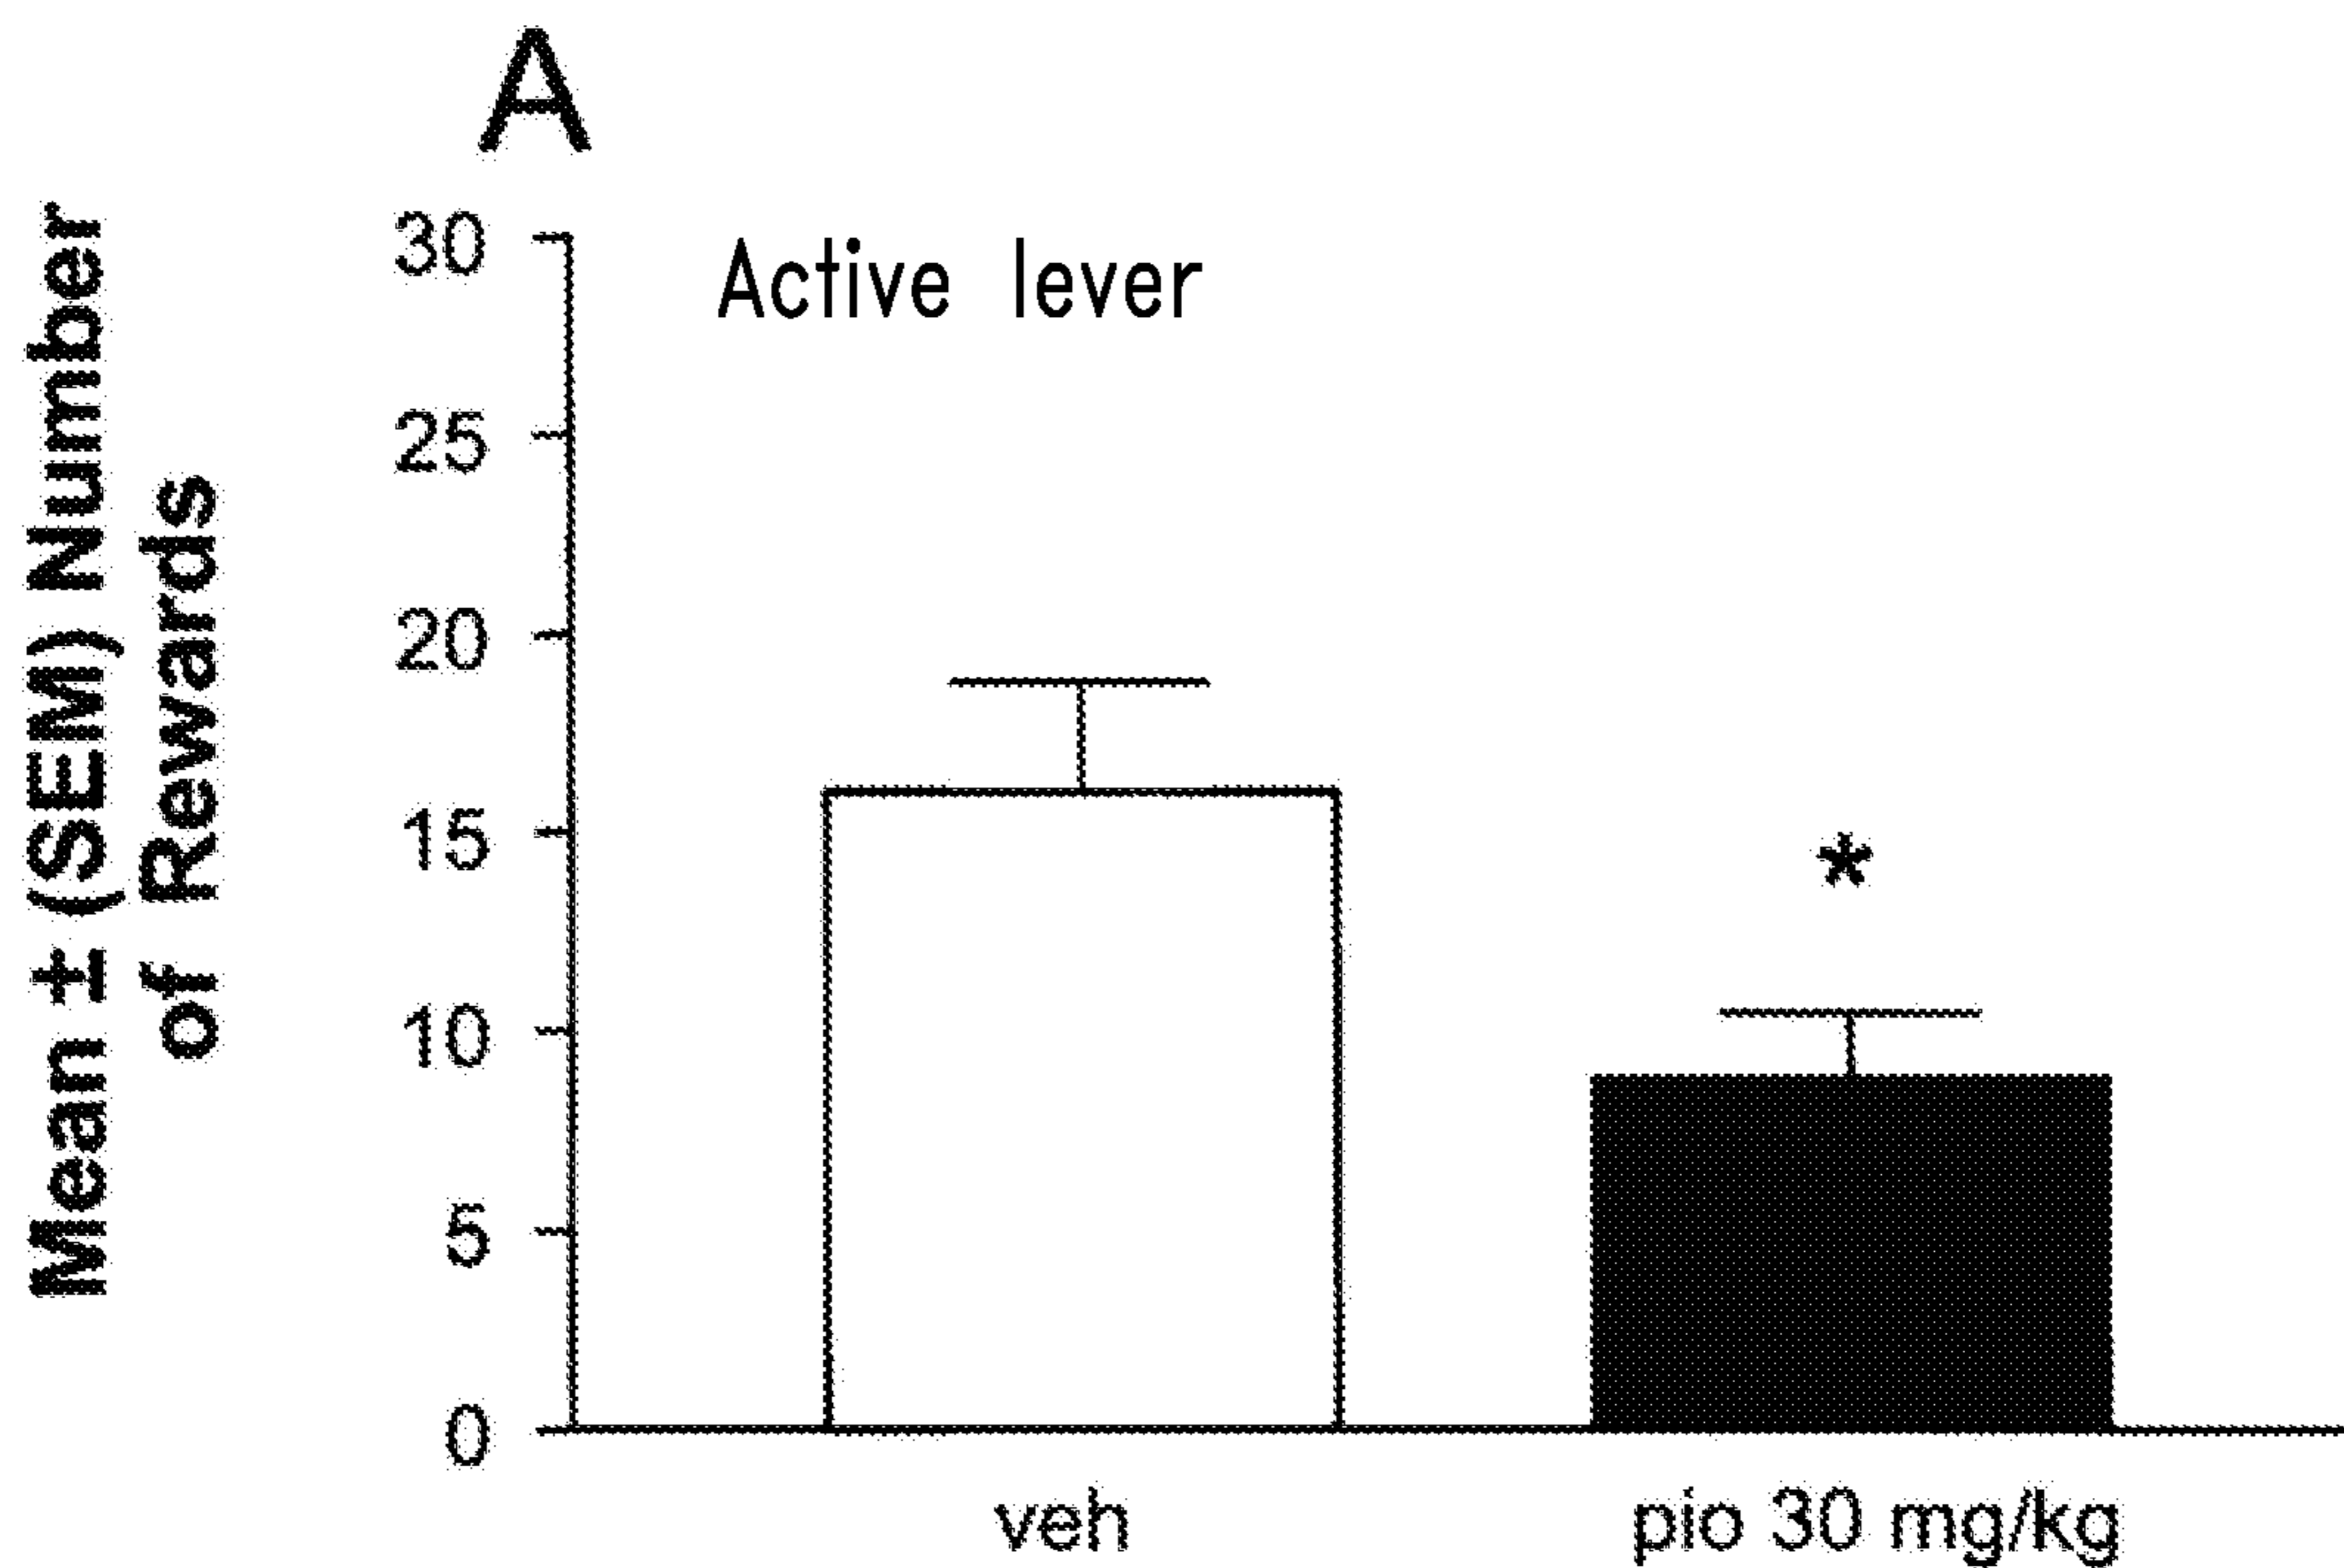 A
Mean ± (SEM) Number
of Rewards
30
Active lever
25
20
15
*
10
5
0
veh
pio 30 mg/kg